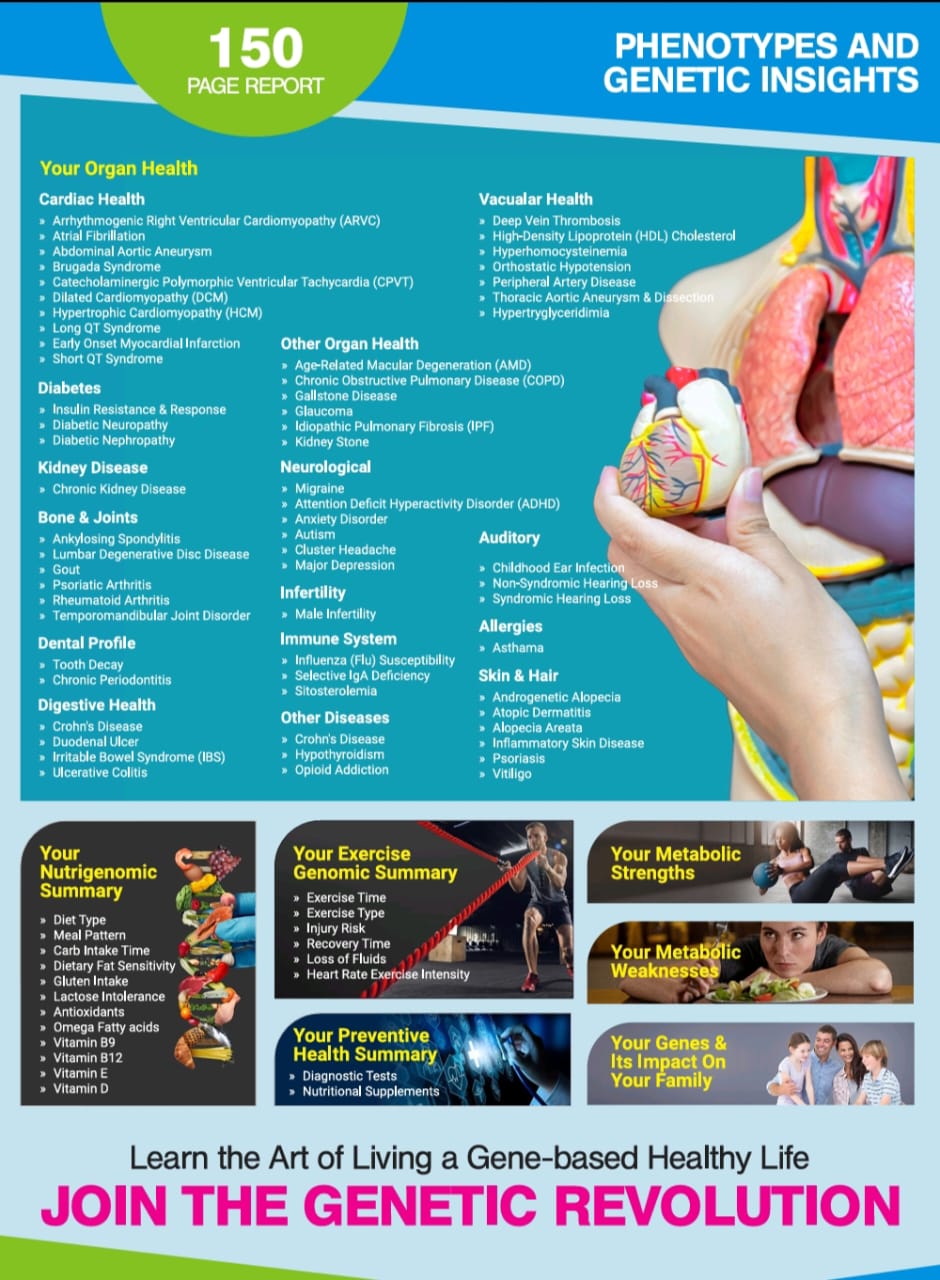 150
PAGE REPORT
PHENOTYPES AND
GENETIC INSIGHTS
Your Organ Health
Cardiac Health
» Arrhythmogenic Right Ventricular Cardiomyopathy (ARVC)
» Atrial Fibrillation
» Abdominal Aortic Aneurysm
» Brugada Syndrome
» Catecholaminergic Polymorphic Ventricular Tachycardia (CPVT)
» Dilated Cardiomyopathy (DCM)
» Hypertrophic Cardiomyopathy (HCM)
» Long QT Syndrome
» Early Onset Myocardial Infarction
» Short QT Syndrome
Diabetes
» Insulin Resistance & Response
» Diabetic Neuropathy
» Diabetic Nephropathy
Kidney Disease
» Chronic Kidney Disease
Bone & Joints
» Ankylosing Spondylitis
» Lumbar Degenerative Disc Disease
» Gout
» Psoriatic Arthritis
» Rheumatoid Arthritis
» Temporomandibular Joint Disorder
Dental Profile
» Tooth Decay
» Chronic Periodontitis
Digestive Health
» Crohn's Disease
» Duodenal Ulcer
» Irritable Bowel Syndrome (IBS)
» Ulcerative Colitis
Other Organ Health
» Age-Related Macular Degeneration (AMD)
» Chronic Obstructive Pulmonary Disease (COPD)
» Gallstone Disease
» Glaucoma
» Idiopathic Pulmonary Fibrosis (IPF)
» Kidney Stone
Neurological
» Migraine
» Attention Deficit Hyperactivity Disorder (ADHD)
» Anxiety Disorder
» Autism
» Cluster Headache
» Major Depression
Infertility
» Male Infertility
Immune System
» Influenza (Flu) Susceptibility
» Selective IgA Deficiency
» Sitosterolemia
Other Diseases
» Crohn's Disease
» Hypothyroidism
» Opioid Addiction
Vacualar Health
» Deep Vein Thrombosis
» High-Density Lipoprotein (HDL) Cholesterol
» Hyperhomocysteinemia
» Orthostatic Hypotension
» Peripheral Artery Disease
» Thoracic Aortic Aneurysm & Dissection
» Hypertryglyceridimia
Auditory
» Childhood Ear Infection
» Non-Syndromic Hearing Loss
» Syndromic Hearing Loss
Allergies
» Asthama
Skin & Hair
» Androgenetic Alopecia
» Atopic Dermatitis
» Alopecia Areata
» Inflammatory Skin Disease
» Psoriasis
» Vitiligo
Your
Nutrigenomic
Summary
» Diet Type
» Meal Pattern
» Carb Intake Time
» Dietary Fat Sensitivity
» Gluten Intake
» Lactose Intolerance
» Antioxidants
» Omega Fatty acids
» Vitamin B9
» Vitamin B12
» Vitamin E
» Vitamin D
Your Exercise
Genomic Summary
» Exercise Time
» Exercise Type
» Injury Risk
» Recovery Time
» Loss of Fluids
» Heart Rate Exercise Intensity
Your Preventive
Health Summary
» Diagnostic Tests
» Nutritional Supplements
Your Metabolic
Strengths
Your Metabolic
Weaknesses
Your Genes &
Its Impact On
Your Family
Learn the Art of Living a Gene-based Healthy Life
JOIN THE GENETIC REVOLUTION